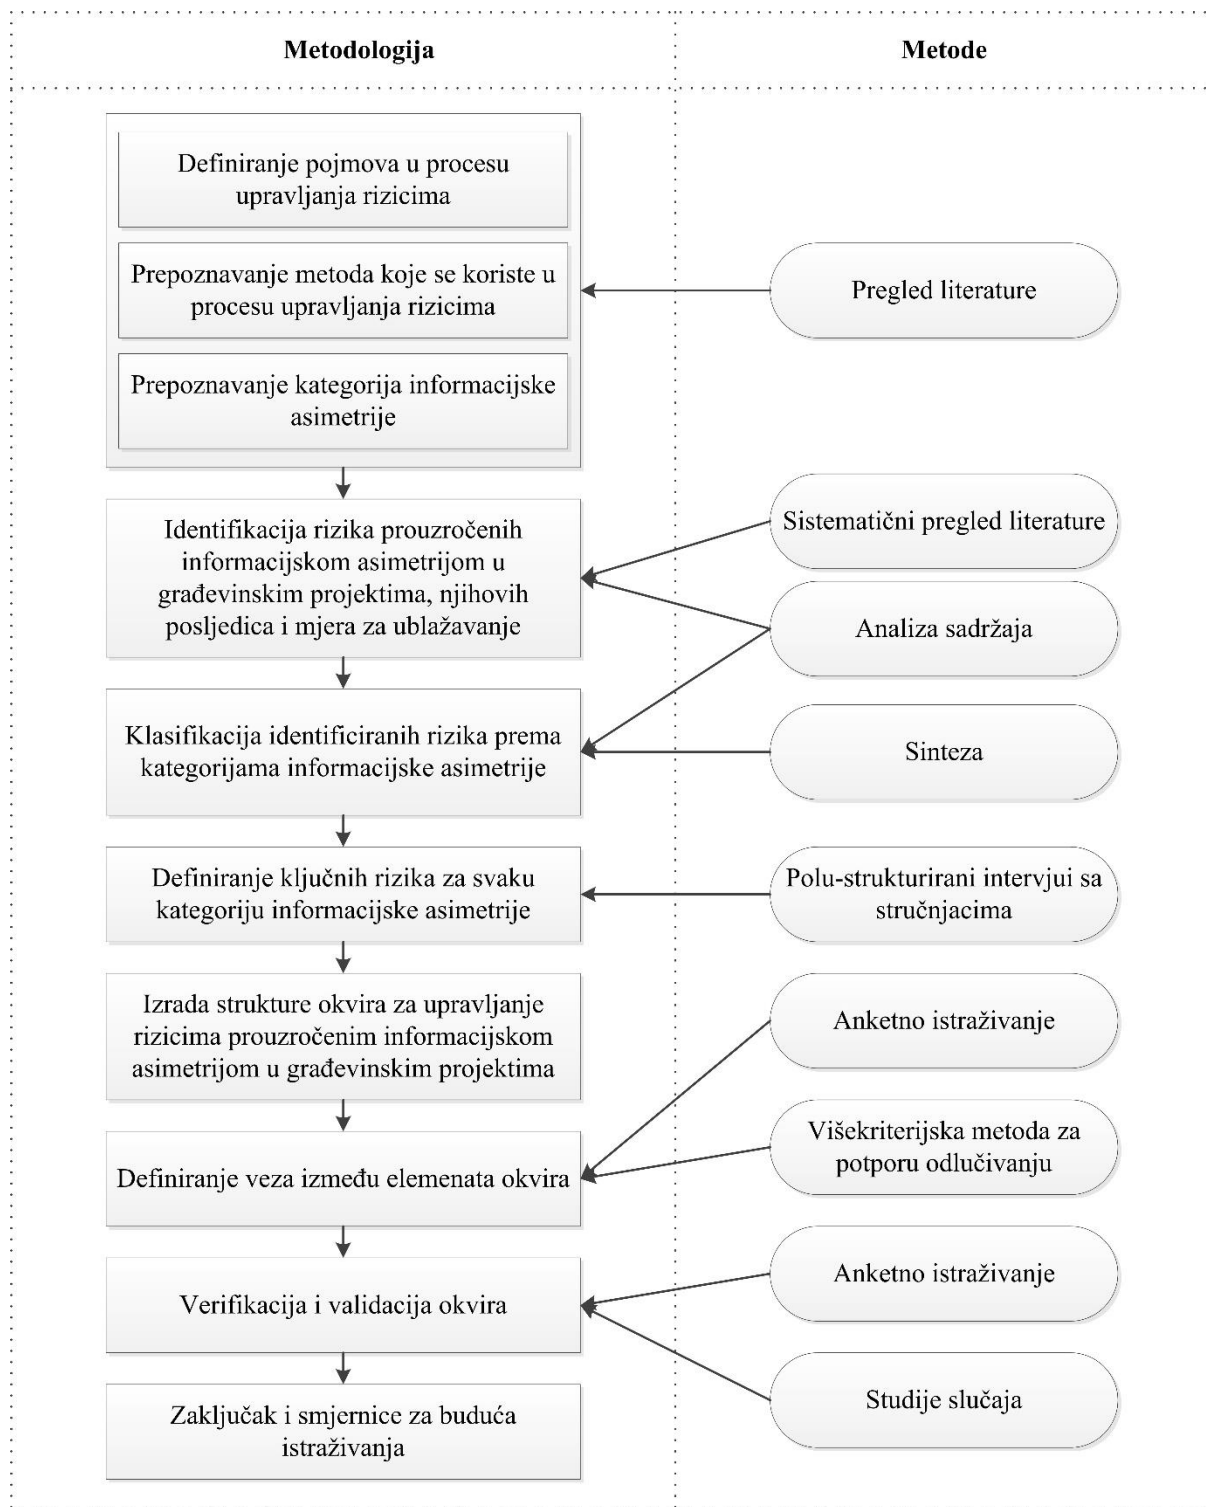 Metodologija
Metode
Definiranje pojmova u procesu
upravljanja rizicima
Prepoznavanje metoda koje se koriste u
procesu upravljanja rizicima
Pregled literature
Prepoznavanje kategorija informacijske
asimetrije
Identifikacija rizika prouzročenih
informacijskom asimetrijom u
građevinskim projektima, njihovih
posljedica i mjera za ublažavanje
Sistematični pregled literature
Analiza sadržaja
Klasifikacija identificiranih rizika prema
kategorijama informacijske asimetrije
Sinteza
Definiranje ključnih rizika za svaku
kategoriju informacijske asimetrije
Polu-strukturirani intervjui sa
stručnjacima
Izrada strukture okvira za upravljanje
rizicima prouzročenim informacijskom
asimetrijom u građevinskim projektima
Anketno istraživanje
Definiranje veza između elemenata okvira
Višekriterijska metoda za
potporu odlučivanju
Verifikacija i validacija okvira
Anketno istraživanje
Studije slučaja
Zaključak i smjernice za buduća
istraživanja